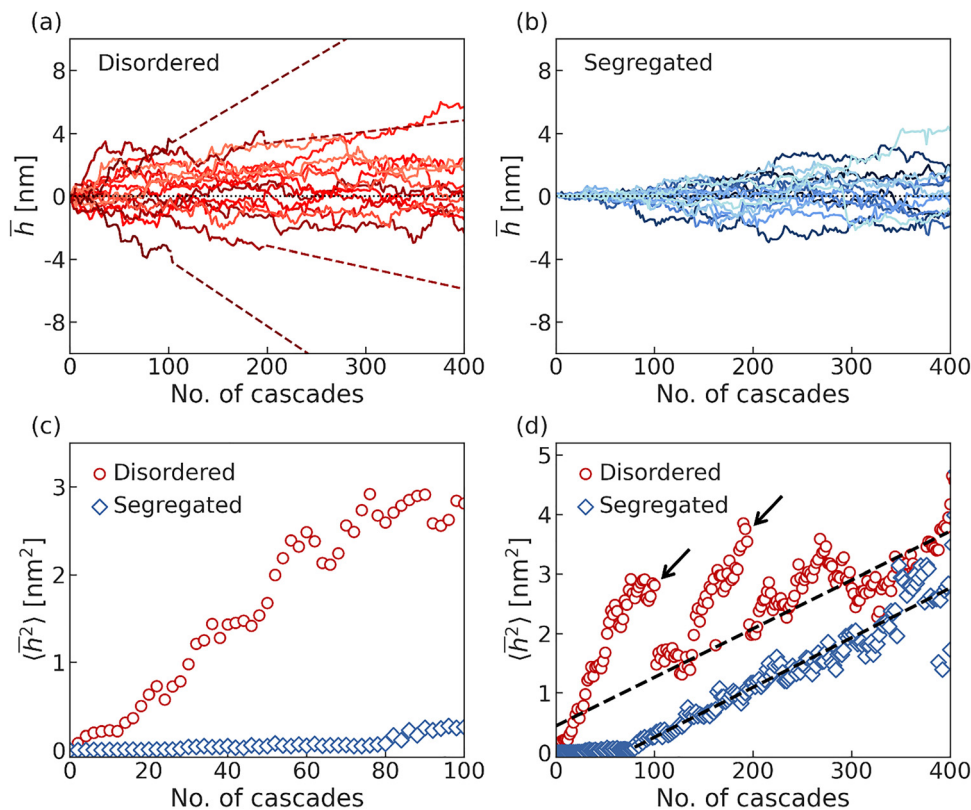 (a)
(b)
Disordered
Segregated
8
4
0
-4
-8
h̅ [nm]
0 100 200 300 400
No. of cascades
8
4
0
-4
-8
h̅ [nm]
0 100 200 300 400
No. of cascades
(c)
(d)
Disordered
Segregated
3
2
1
0
⟨h̅²⟩ [nm²]
0 20 40 60 80 100
No. of cascades
Disordered
Segregated
5
4
3
2
1
0
⟨h̅²⟩ [nm²]
0 100 200 300 400
No. of cascades